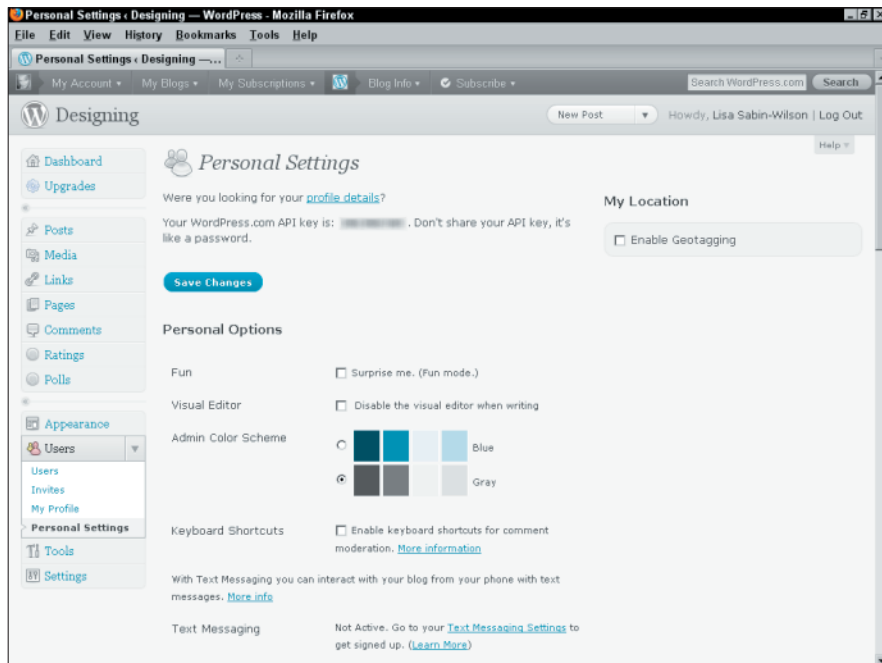 Personal Settings ‹ Designing — WordPress - Mozilla Firefox
File Edit View History Bookmarks Tools Help
Personal Settings ‹ Designing —...
My Account My Blogs My Subscriptions Blog Info Subscribe Search WordPress.com Search
Designing New Post Howdy, Lisa Sabin-Wilson | Log Out
Help
Dashboard
Upgrades
Posts
Media
Links
Pages
Comments
Ratings
Polls
Appearance
Users
Users
Invites
My Profile
Personal Settings
Tools
Settings
Personal Settings
Were you looking for your profile details?
Your WordPress.com API key is: . Don't share your API key, it's
like a password.
Save Changes
My Location
Enable Geotagging
Personal Options
Fun Surprise me. (Fun mode.)
Visual Editor Disable the visual editor when writing
Admin Color Scheme Blue
Gray
Keyboard Shortcuts Enable keyboard shortcuts for comment
moderation. More information
With Text Messaging you can interact with your blog from your phone with text
messages. More info
Text Messaging Not Active. Go to your Text Messaging Settings to
get signed up. (Learn More)